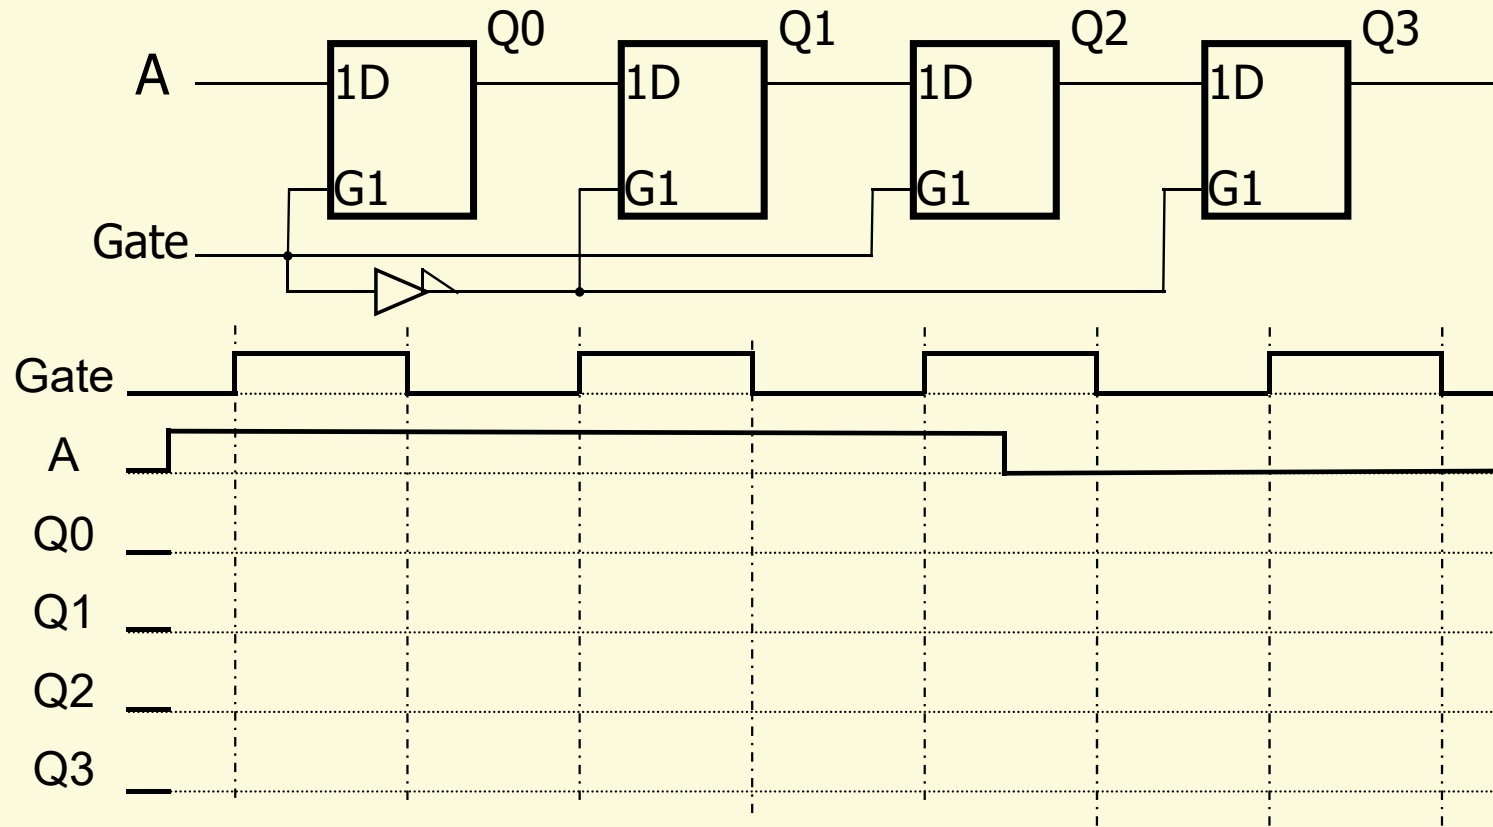 Q0 Q1 Q2 Q3
A 1D 1D 1D 1D
G1 G1 G1 G1
Gate
Gate
A
Q0
Q1
Q2
Q3